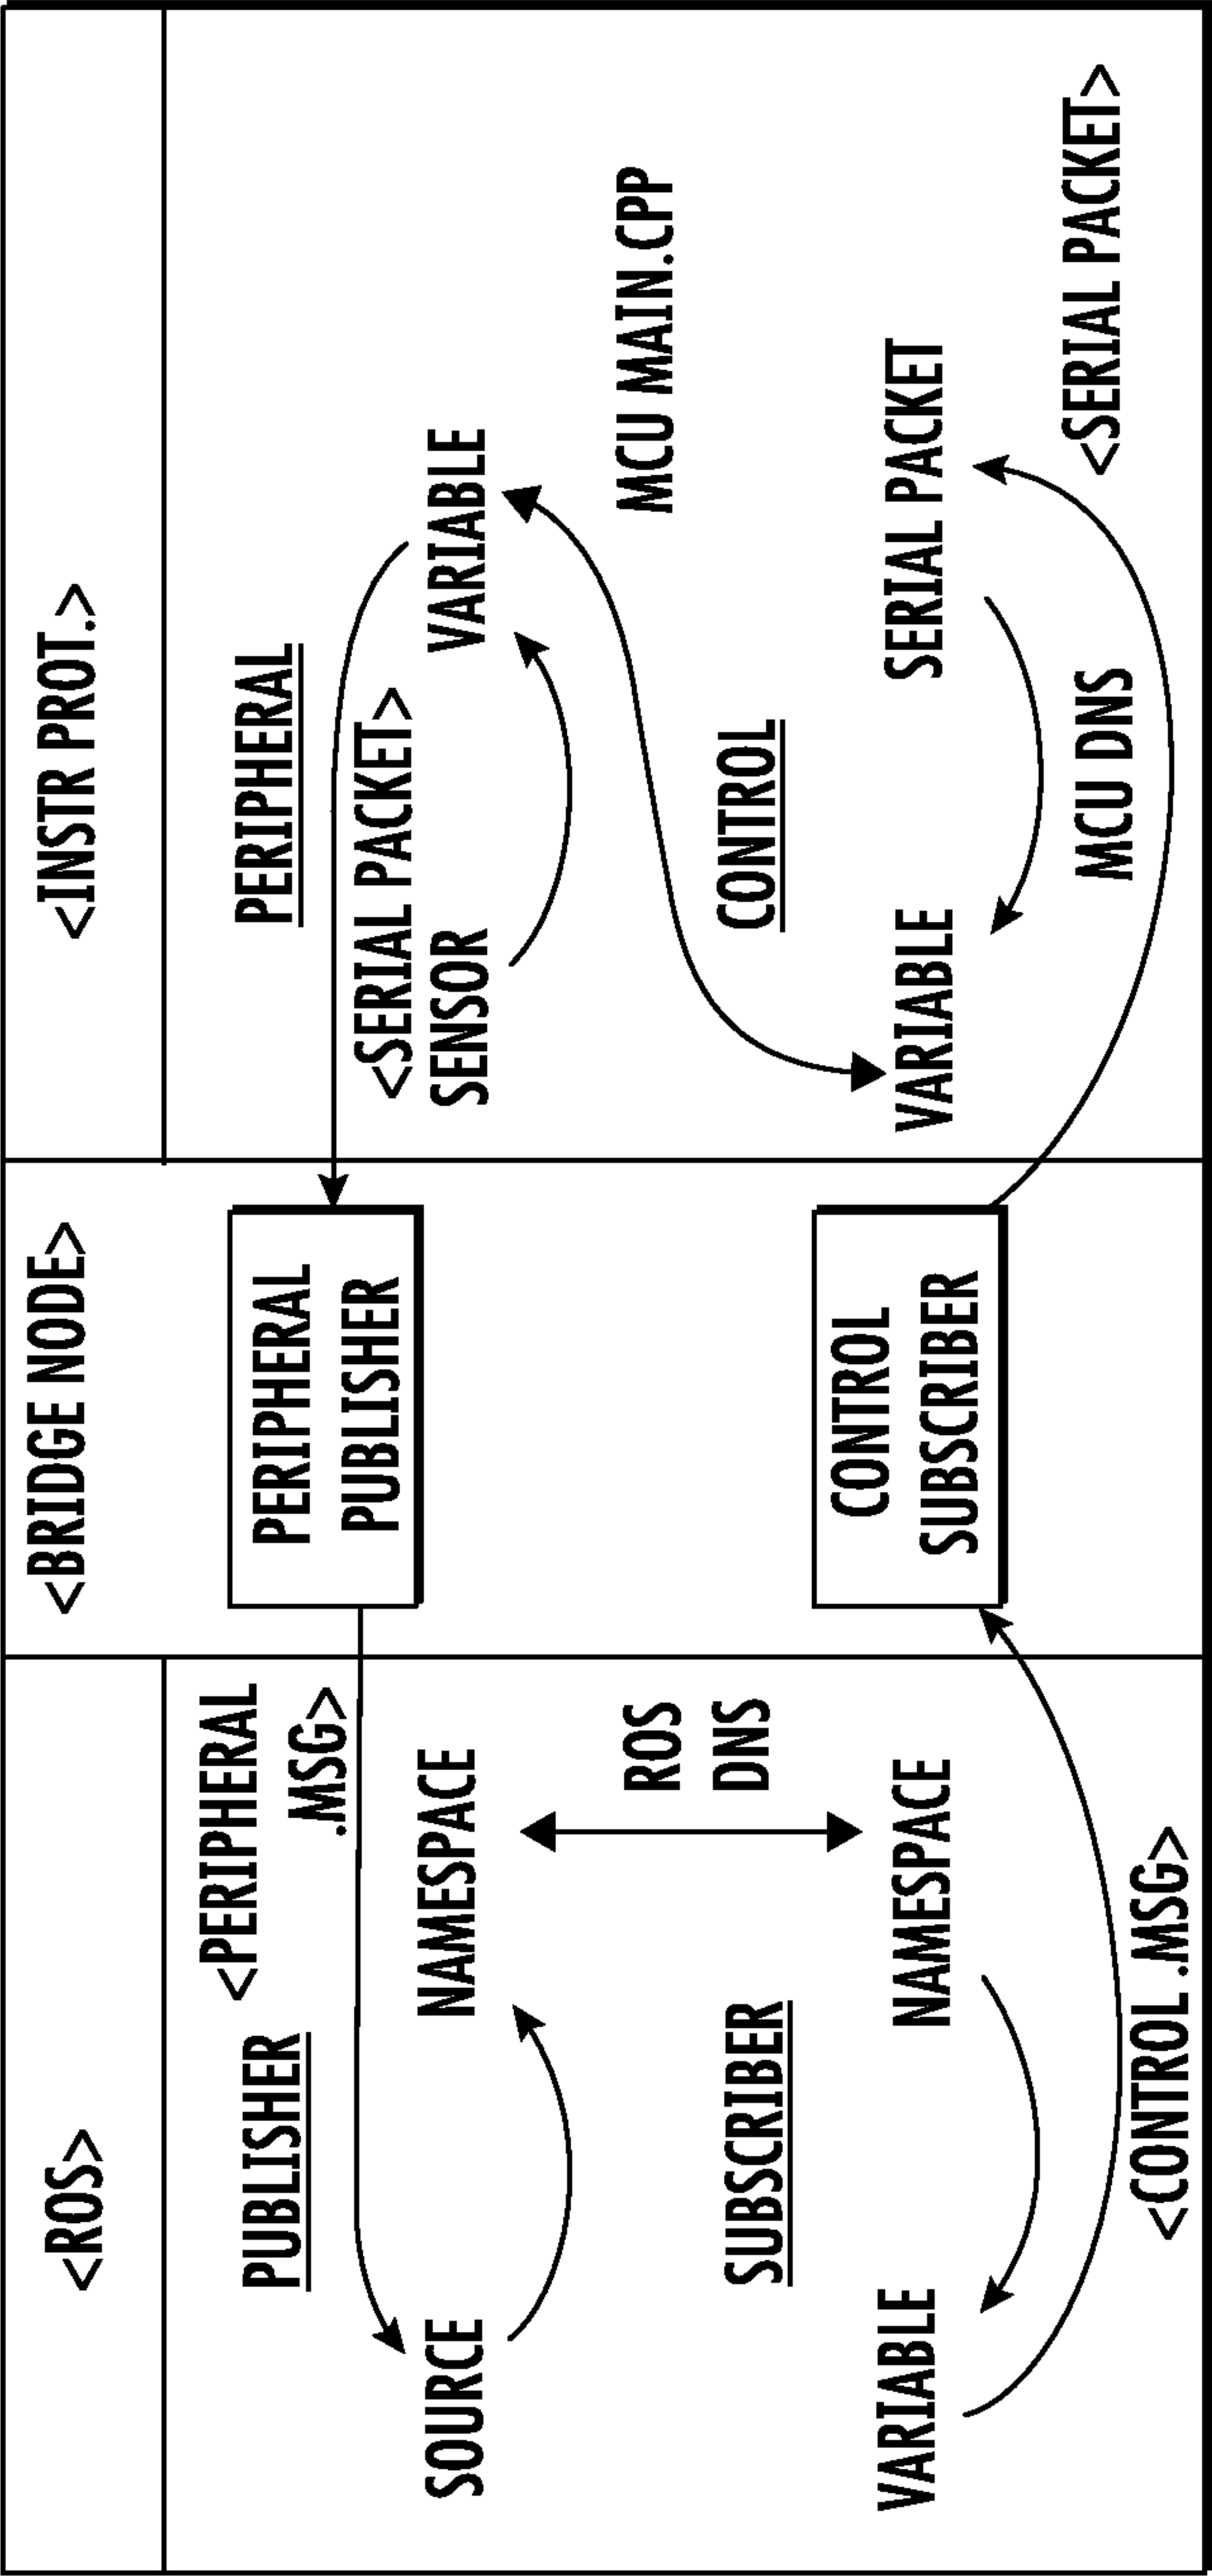 <ROS>
<BRIDGE NODE>
<INSTR PROT.>
PUBLISHER
<PERIPHERAL
.MSG>
SOURCE
NAMESPACE
ROS
DNS
SUBSCRIBER
VARIABLE
NAMESPACE
<CONTROL .MSG>
PERIPHERAL
PUBLISHER
CONTROL
SUBSCRIBER
PERIPHERAL
<SERIAL PACKET>
SENSOR
VARIABLE
MCU MAIN.CPP
CONTROL
VARIABLE
SERIAL PACKET
MCU DNS
<SERIAL PACKET>